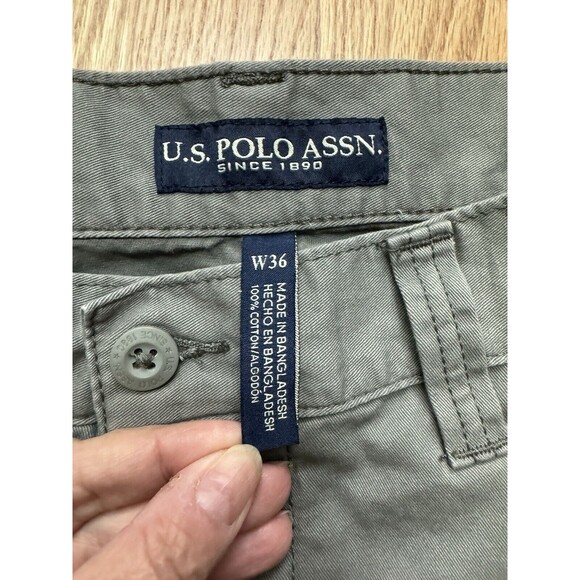 U.S. POLO ASSN.
SINCE 1890
W36
MADE IN BANGLADESH
HECHO EN BANGLADESH
100% COTTON/ALGODÓN